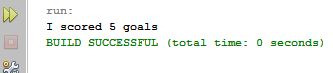 run:
I scored 5 goals
BUILD SUCCESSFUL (total time: 0 seconds)